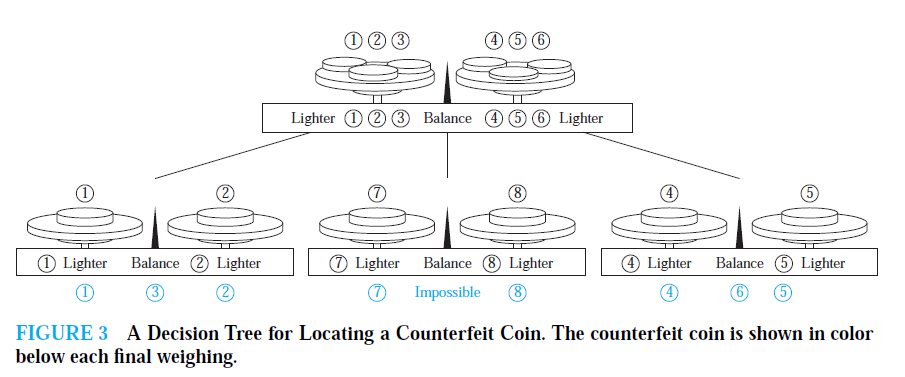 ① ② ③ ④ ⑤ ⑥
Lighter ① ② ③ Balance ④ ⑤ ⑥ Lighter
① ② ⑦ ⑧ ④ ⑤
① Lighter Balance ② Lighter ⑦ Lighter Balance ⑧ Lighter ④ Lighter Balance ⑤ Lighter
① ③ ② ⑦ Impossible ⑧ ④ ⑥ ⑤
FIGURE 3 A Decision Tree for Locating a Counterfeit Coin. The counterfeit coin is shown in color
below each final weighing.